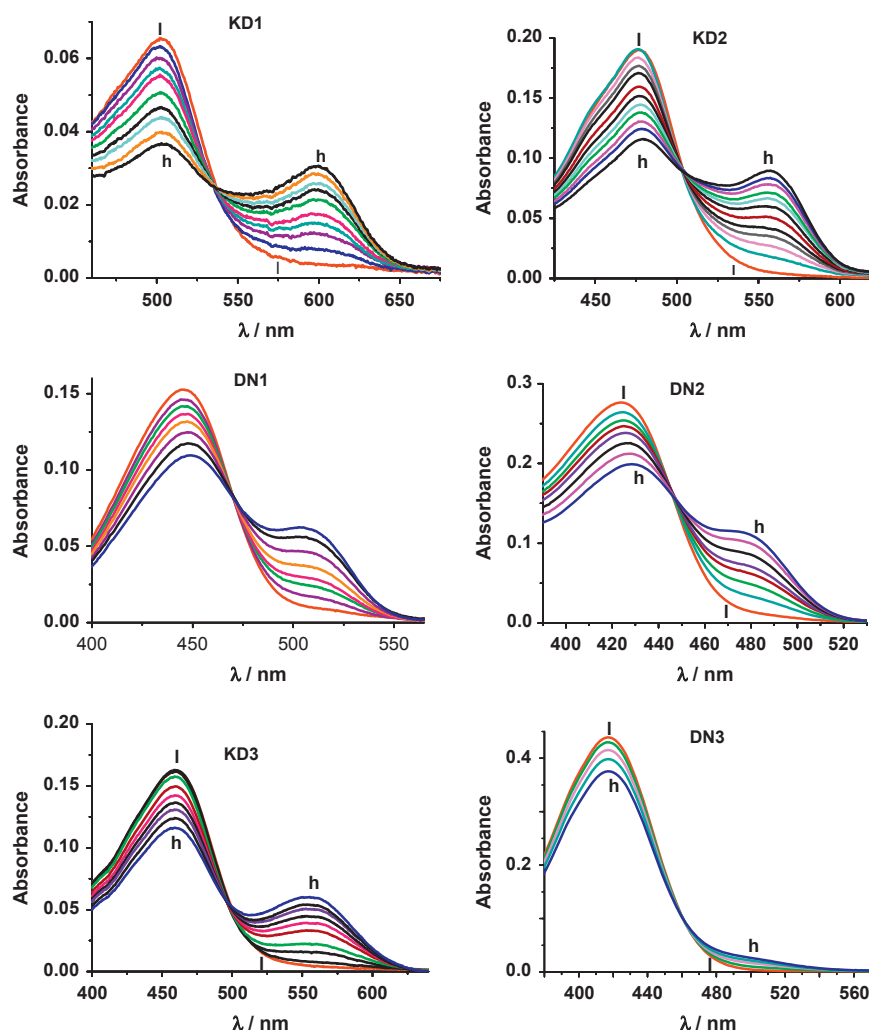 KD1
Absorbance
0.06
0.04
0.02
0.00
l
h
h
l
500 550 600 650
λ / nm
KD2
Absorbance
0.20
0.15
0.10
0.05
0.00
l
h
h
l
450 500 550 600
λ / nm
DN1
Absorbance
0.15
0.10
0.05
0.00
400 450 500 550
λ / nm
DN2
Absorbance
0.3
0.2
0.1
0.0
l
h
h
l
400 420 440 460 480 500 520
λ / nm
KD3
Absorbance
0.20
0.15
0.10
0.05
0.00
l
h
h
l
400 450 500 550 600
λ / nm
DN3
Absorbance
0.4
0.2
0.0
l
h
h
l
400 440 480 520 560
λ / nm